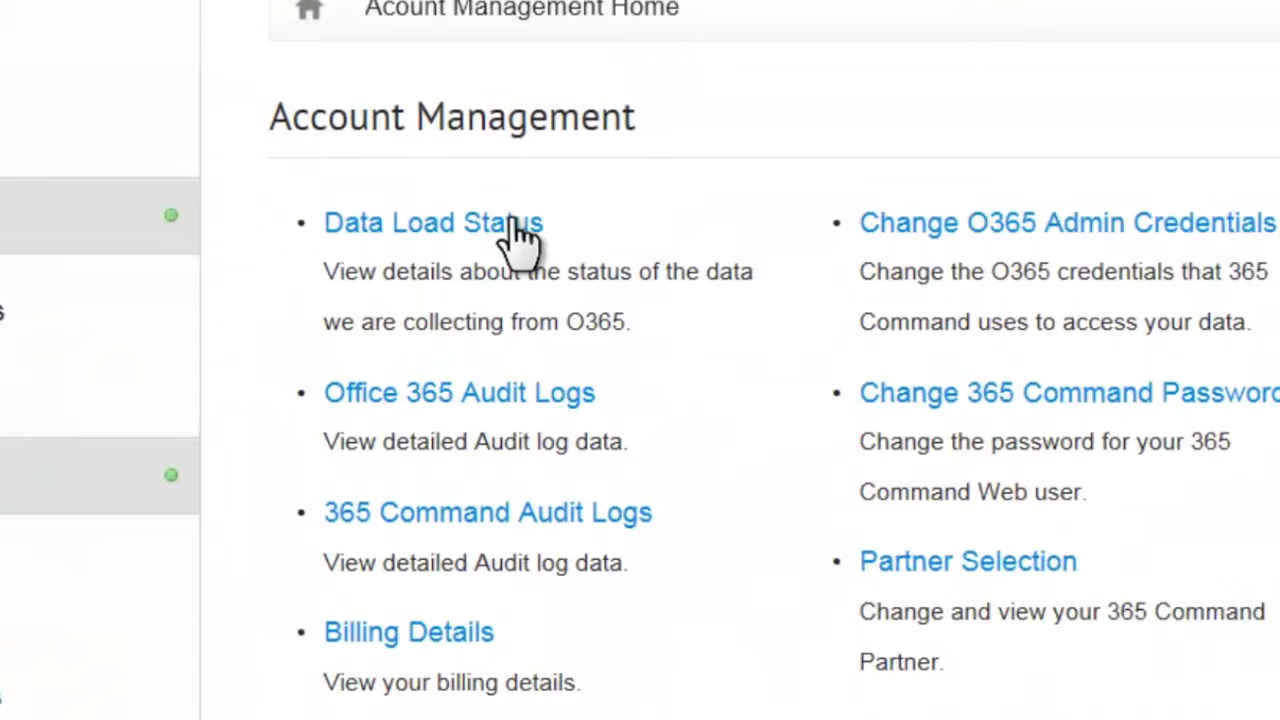 Acount Management Home
Account Management
Data Load Status
View details about the status of the data
we are collecting from O365.
Office 365 Audit Logs
View detailed Audit log data.
365 Command Audit Logs
View detailed Audit log data.
Billing Details
View your billing details.
Change O365 Admin Credentials
Change the O365 credentials that 365
Command uses to access your data.
Change 365 Command Password
Change the password for your 365
Command Web user.
Partner Selection
Change and view your 365 Command
Partner.